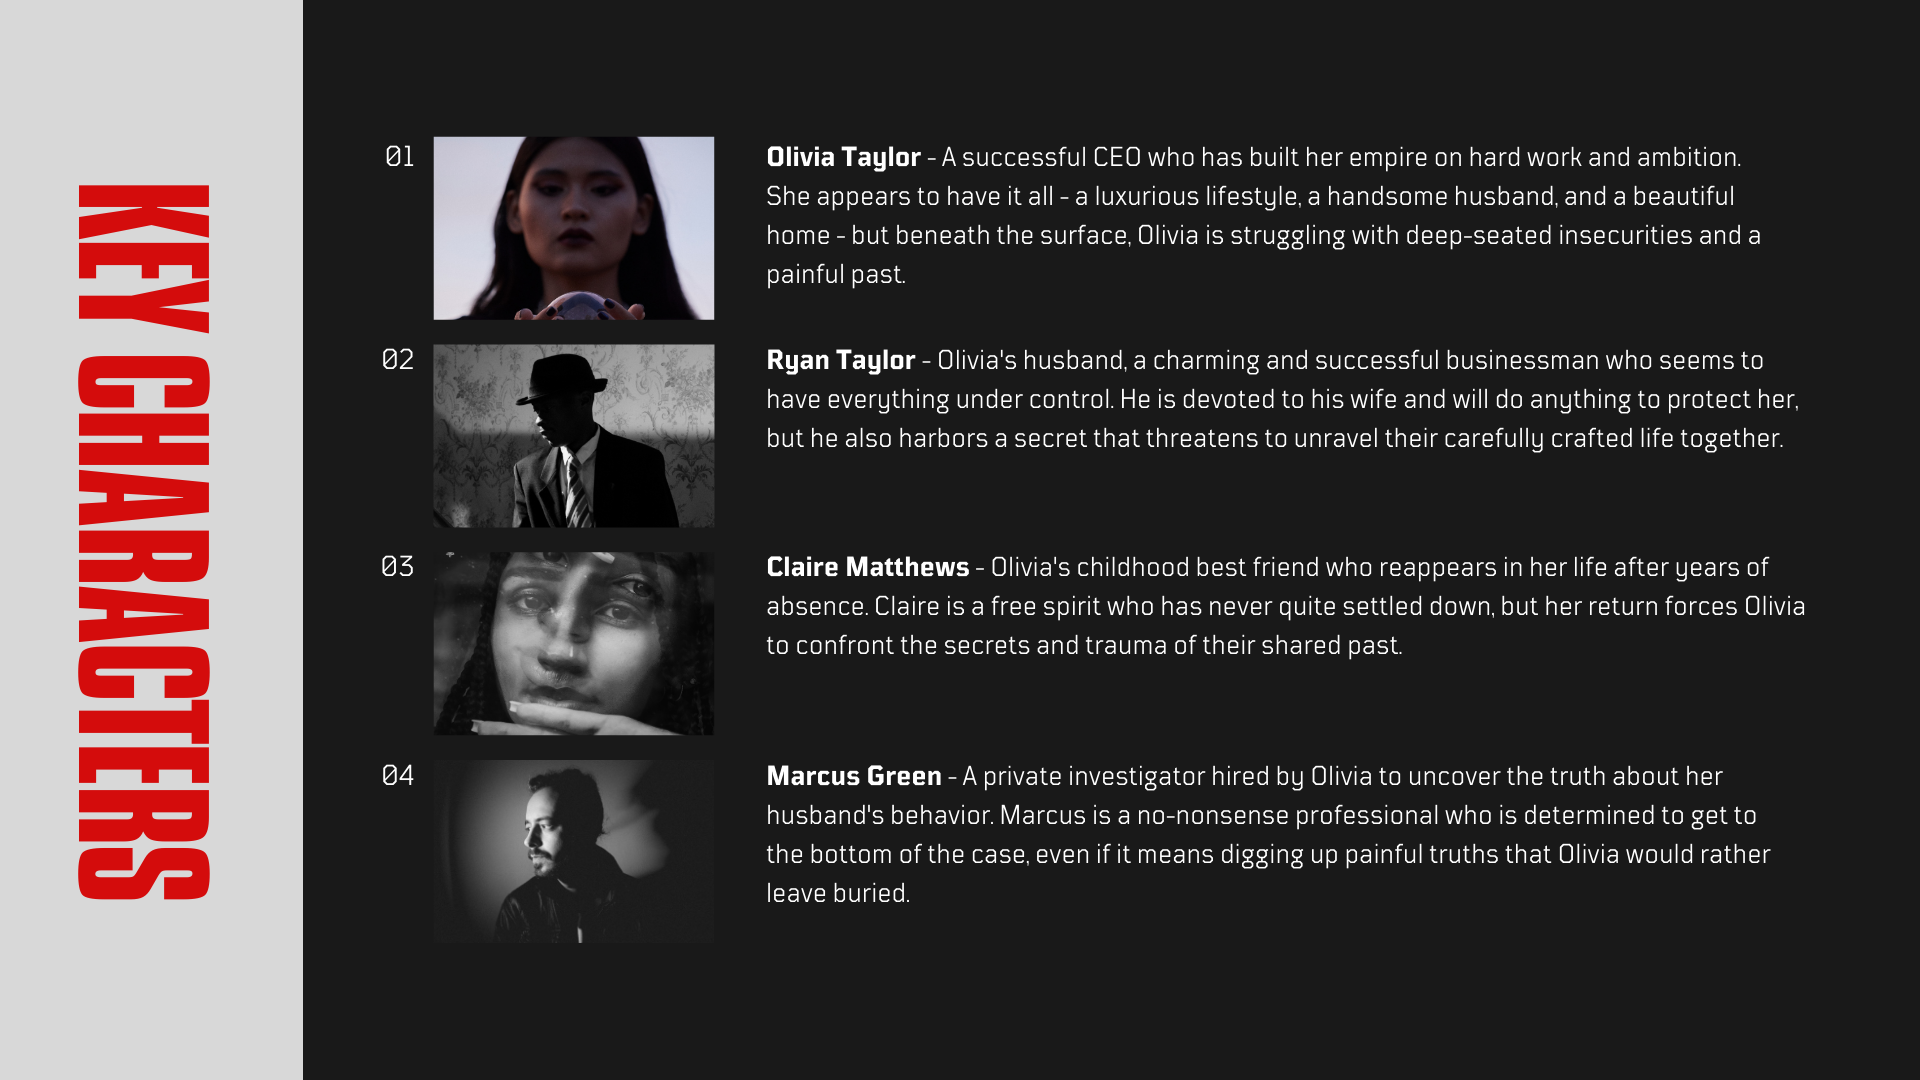 KEY CHARACTERS
01
Olivia Taylor - A successful CEO who has built her empire on hard work and ambition.
She appears to have it all - a luxurious lifestyle, a handsome husband, and a beautiful
home - but beneath the surface, Olivia is struggling with deep-seated insecurities and a
painful past.
02
Ryan Taylor - Olivia's husband, a charming and successful businessman who seems to
have everything under control. He is devoted to his wife and will do anything to protect her,
but he also harbors a secret that threatens to unravel their carefully crafted life together.
03
Claire Matthews - Olivia's childhood best friend who reappears in her life after years of
absence. Claire is a free spirit who has never quite settled down, but her return forces Olivia
to confront the secrets and trauma of their shared past.
04
Marcus Green - A private investigator hired by Olivia to uncover the truth about her
husband's behavior. Marcus is a no-nonsense professional who is determined to get to
the bottom of the case, even if it means digging up painful truths that Olivia would rather
leave buried.